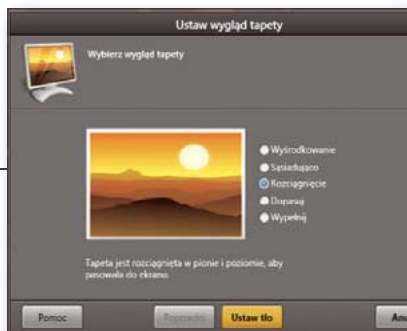 Ustaw wygląd tapety
Wybierz wygląd tapety
Wyśrodkowanie
Sąsiadująco
Rozciągnięcie
Dopasuj
Wypełnij
Tapeta jest rozciągnięta w pionie i poziomie, aby
pasowała do ekranu.
Pomoc
Poprzedni
Ustaw tło
Anu